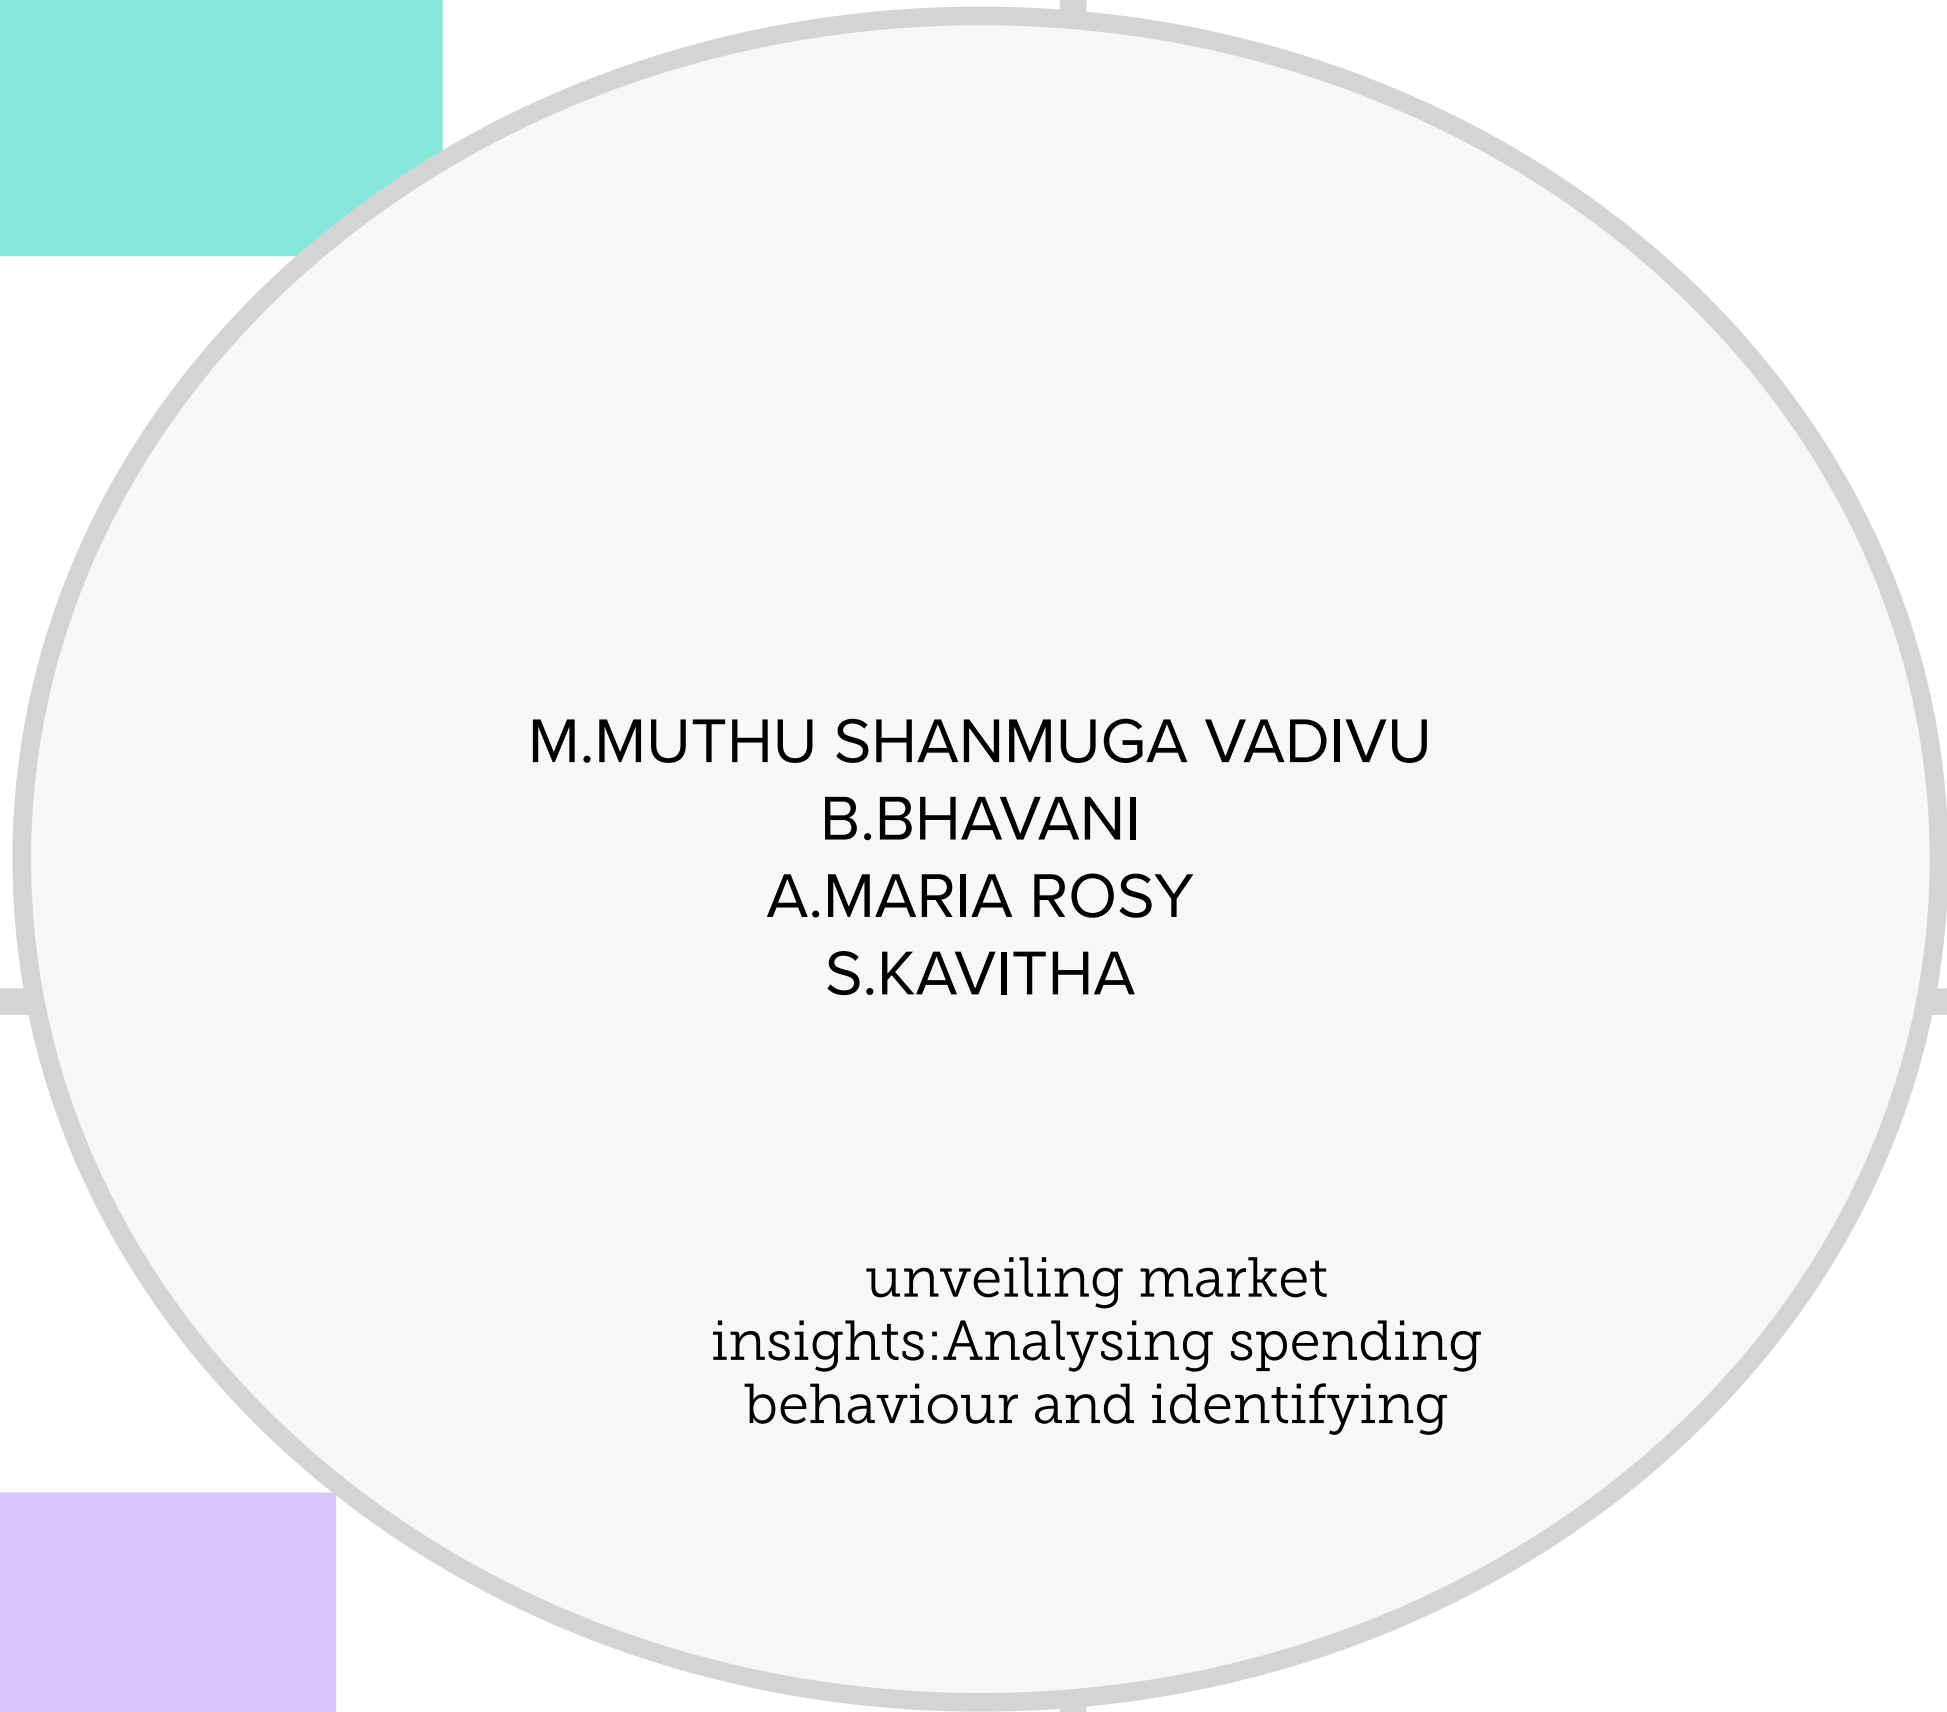 M.MUTHU SHANMUGA VADIVU
B.BHAVANI
A.MARIA ROSY
S.KAVITHA
unveiling market
insights:Analysing spending
behaviour and identifying